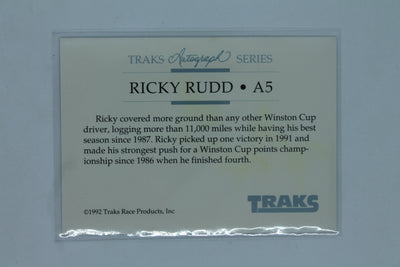 TRAKS Autograph SERIES
RICKY RUDD • A5
Ricky covered more ground than any other Winston Cup
driver, logging more than 11,000 miles while having his best
season since 1987. Ricky picked up one victory in 1991 and
made his strongest push for a Winston Cup points cham-
pionship since 1986 when he finished fourth.
TRAKS
©1992 Traks Race Products, Inc